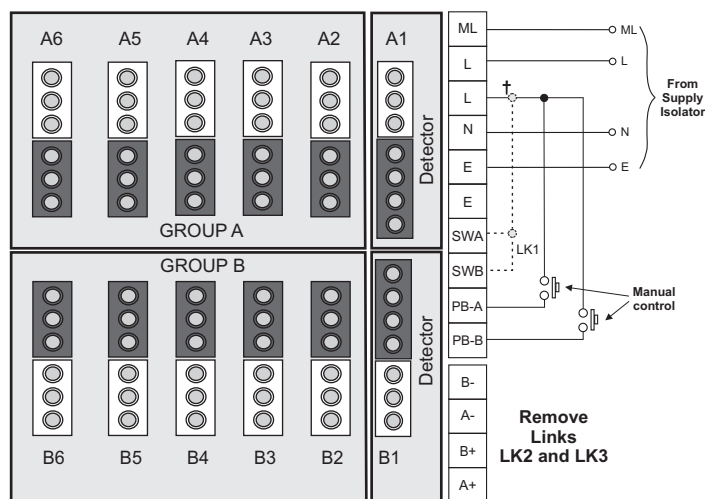 A6 A5 A4 A3 A2 A1
Detector
GROUP A
GROUP B
Detector
B6 B5 B4 B3 B2 B1
ML
L
L
N
E
E
SWA
SWB
PB-A
PB-B
B-
A-
B+
A+
†
LK1
ML
L
N
E
From
Supply
Isolator
Manual
control
Remove
Links
LK2 and LK3